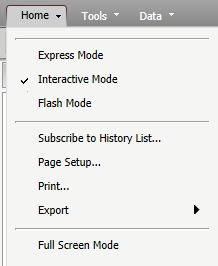 Home Tools Data
Express Mode
Interactive Mode
Flash Mode
Subscribe to History List...
Page Setup...
Print...
Export
Full Screen Mode